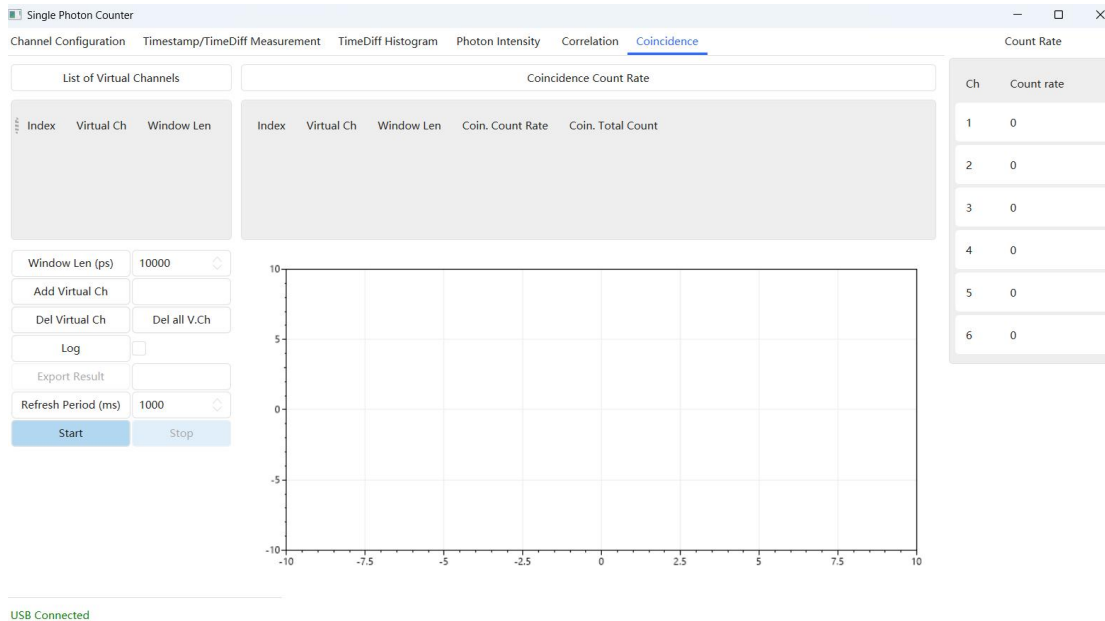 Single Photon Counter
Channel Configuration Timestamp/TimeDiff Measurement TimeDiff Histogram Photon Intensity Correlation Coincidence Count Rate
List of Virtual Channels Coincidence Count Rate
Ch Count rate
Index Virtual Ch Window Len Index Virtual Ch Window Len Coin. Count Rate Coin. Total Count
1 0
2 0
3 0
4 0
5 0
6 0
Window Len (ps) 10000
Add Virtual Ch
Del Virtual Ch Del all V.Ch
Log
Export Result
Refresh Period (ms) 1000
Start Stop
10
5
0
-5
-10
-10 -7.5 -5 -2.5 0 2.5 5 7.5 10
USB Connected